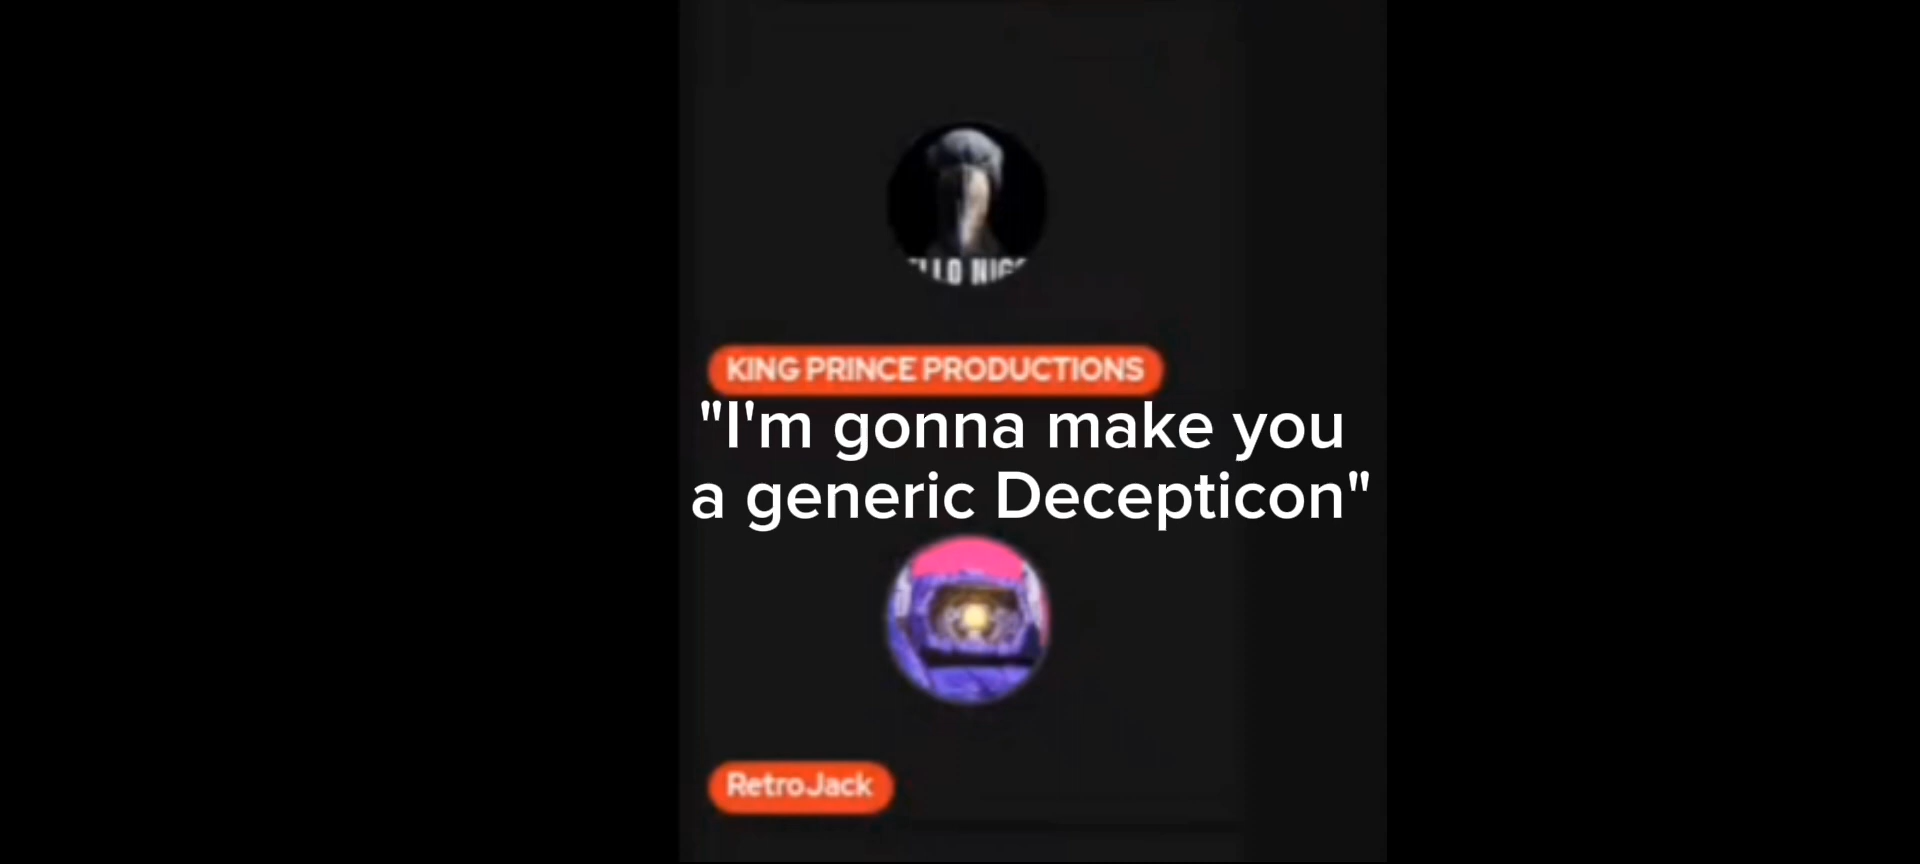 KING PRINCE PRODUCTIONS
"I'm gonna make you
a generic Decepticon"
RetroJack